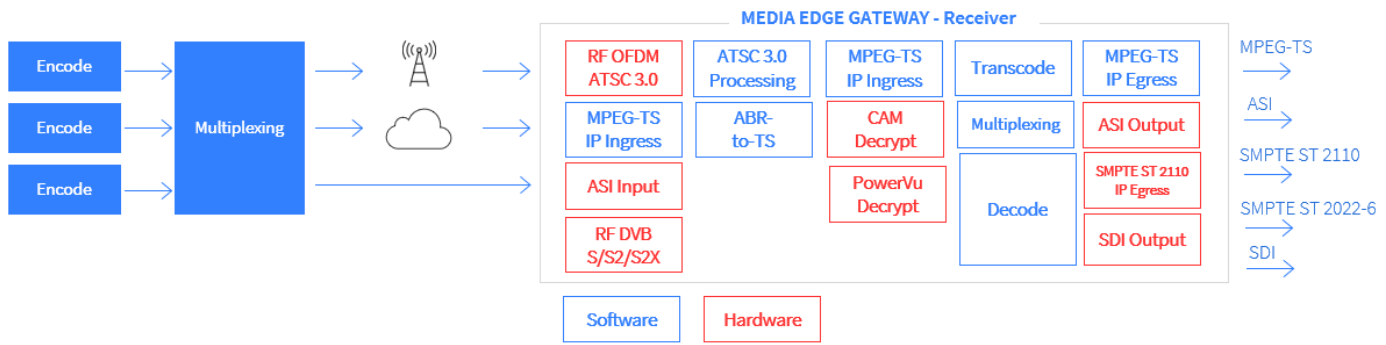 MEDIA EDGE GATEWAY - Receiver
Encode
Encode
Encode
Multiplexing
RF OFDM
ATSC 3.0
MPEG-TS
IP Ingress
ASI Input
RF DVB
S/S2/S2X
ATSC 3.0
Processing
ABR-
to-TS
MPEG-TS
IP Ingress
CAM
Decrypt
PowerVu
Decrypt
Transcode
Multiplexing
Decode
MPEG-TS
IP Egress
ASI Output
SMPTE ST 2110
IP Egress
SDI Output
MPEG-TS
ASI
SMPTE ST 2110
SMPTE ST 2022-6
SDI
Software
Hardware